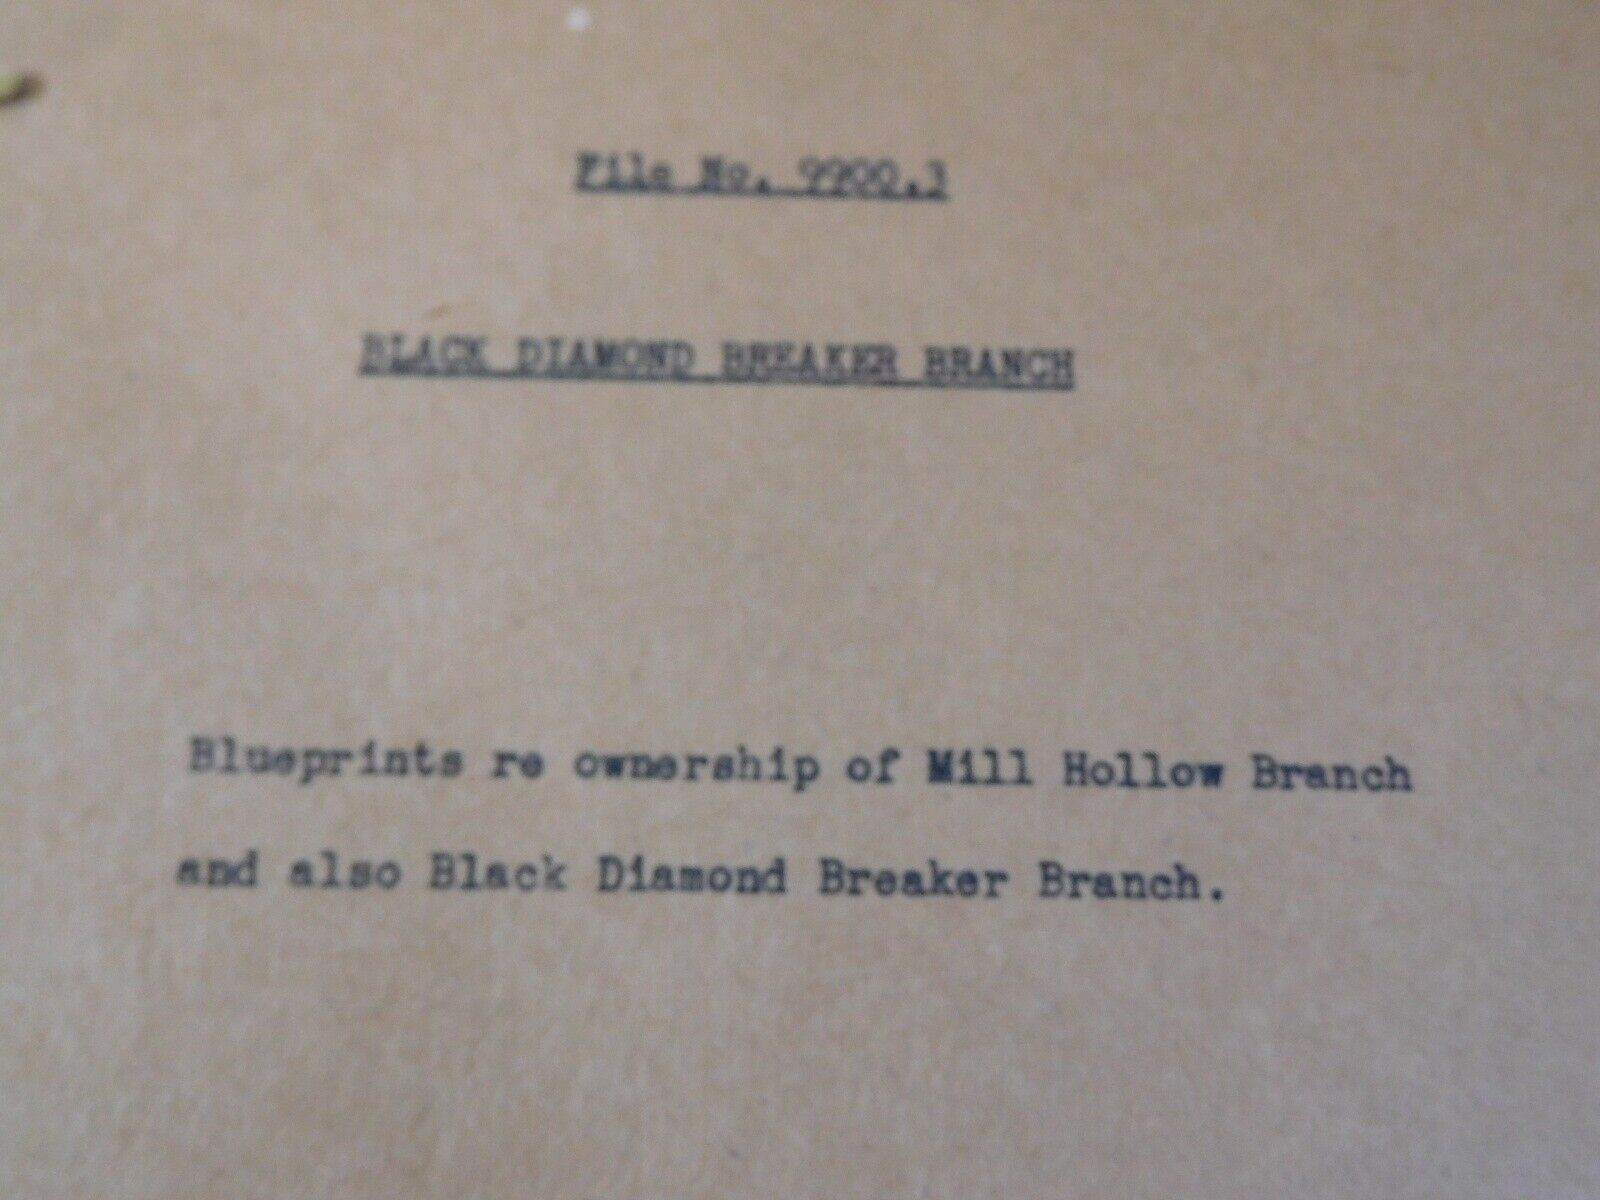 File No. 9900.3
BLACK DIAMOND BREAKER BRANCH
Blueprints re ownership of Mill Hollow Branch
and also Black Diamond Breaker Branch.